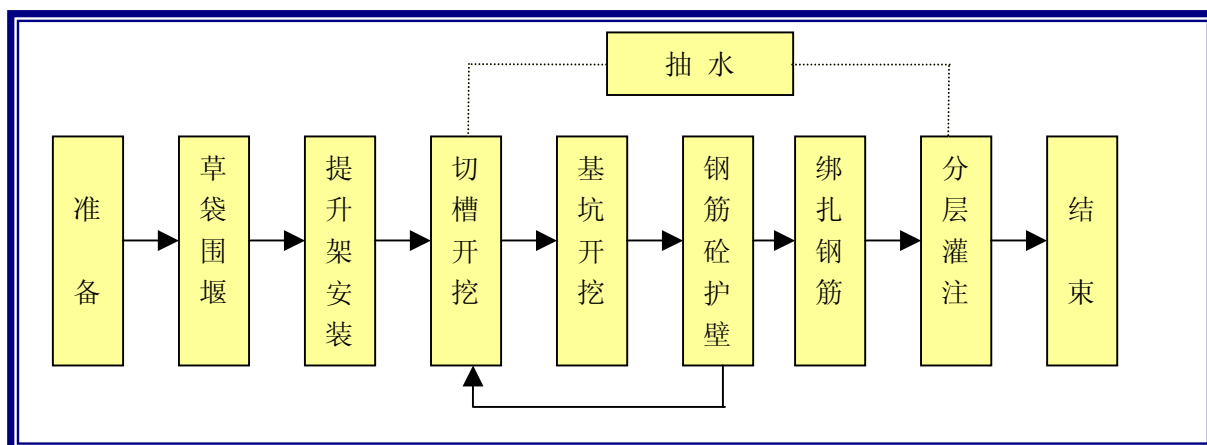 抽水
准备
草袋围堰
提升架安装
切槽开挖
基坑开挖
钢筋砼护壁
绑扎钢筋
分层灌注
结束